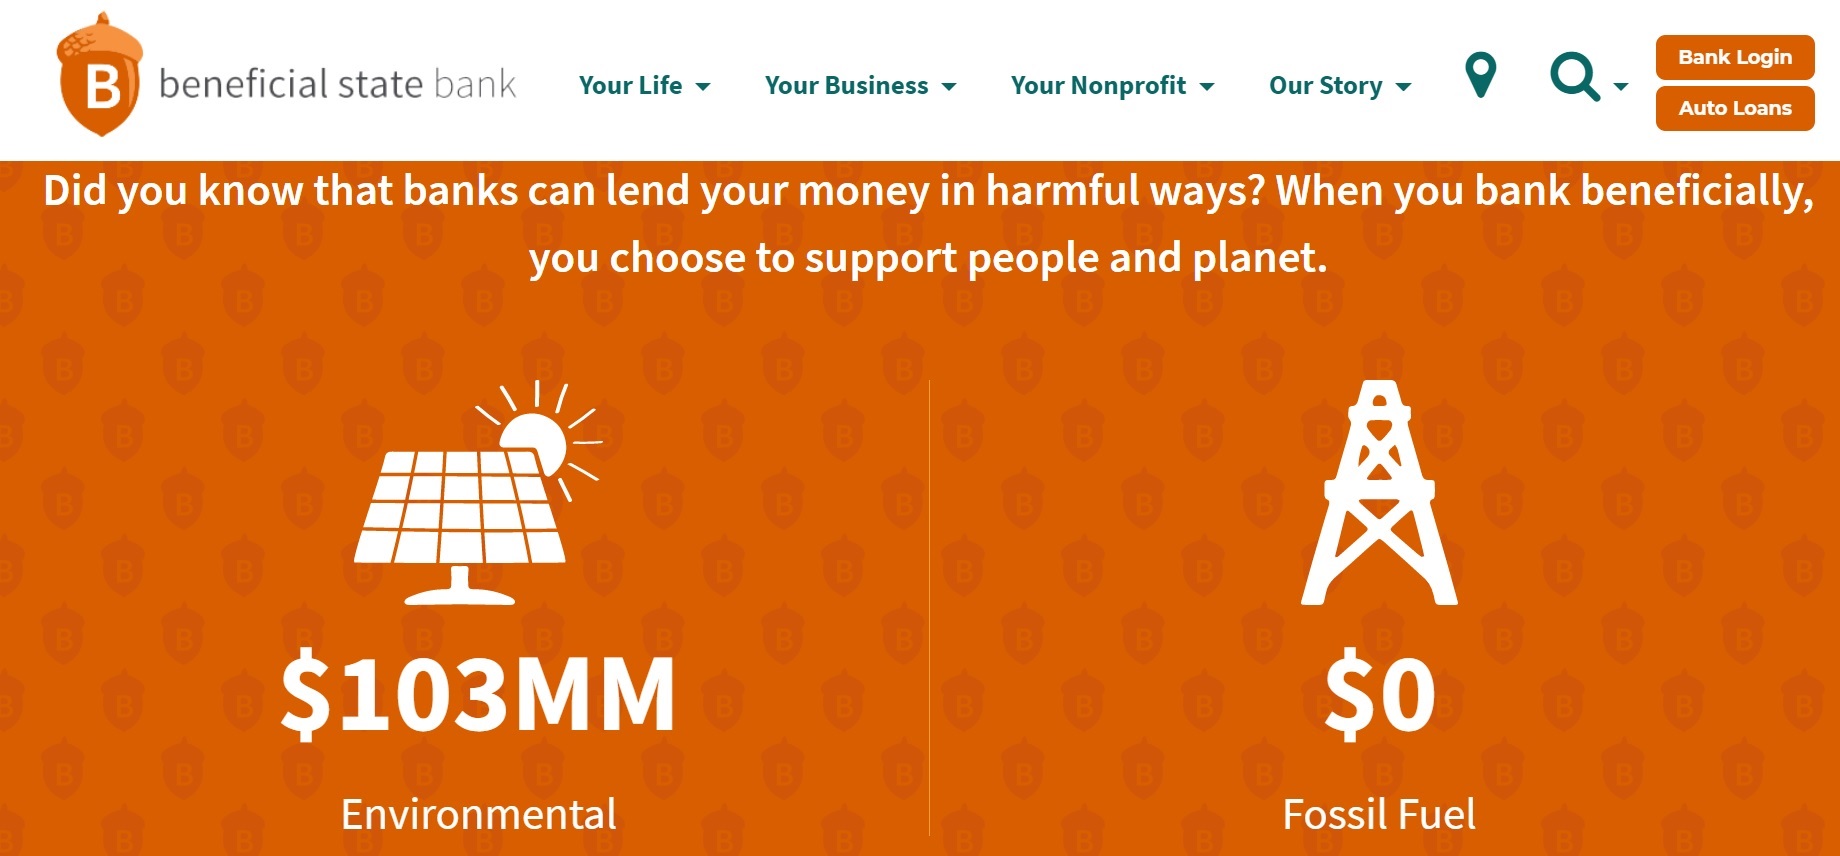 B beneficial state bank
Your Life
Your Business
Your Nonprofit
Our Story
Bank Login
Auto Loans
Did you know that banks can lend your money in harmful ways? When you bank beneficially,
you choose to support people and planet.
$103MM
$0
Environmental
Fossil Fuel